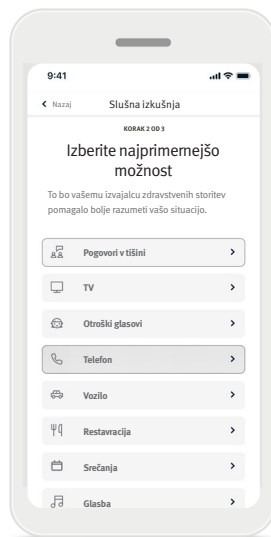 9:41
Nazaj
Slušna izkušnja
KORAK 2 OD 3
Izberite najprimernejšo
možnost
To bo vašemu izvajalcu zdravstvenih storitev
pomagalo bolje razumeti vašo situacijo.
Pogovori v tišini
TV
Otroški glasovi
Telefon
Vozilo
Restavracija
Srečanja
Glasba